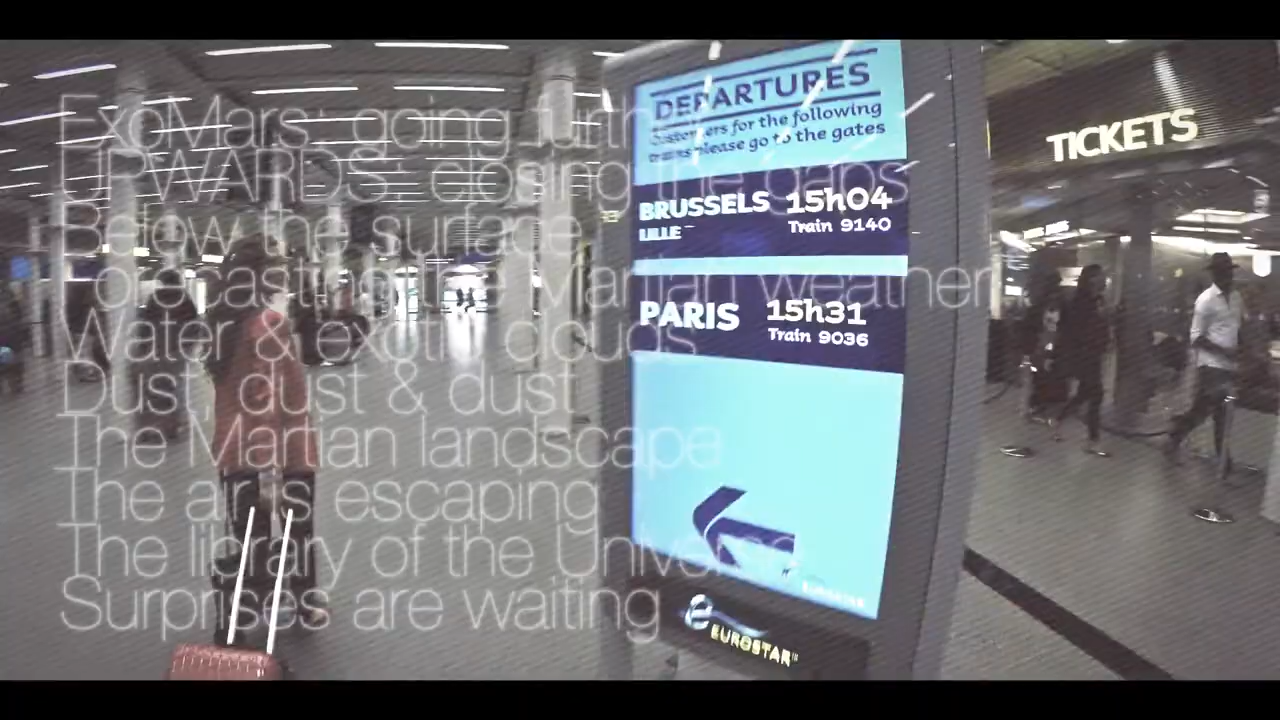 ExoMars: going further
UPWARDS: closing the gaps
Below the surface
Forecasting the Martian weather
Water & exotic clouds
Dust, dust & dust
The Martian landscape
The air is escaping
The library of the Universe
Surprises are waiting
DEPARTURES
Customers for the following
trains please go to the gates
BRUSSELS 15h04
LILLE Train 9140
PARIS 15h31
Train 9036
EUROSTAR
EUROSTAR
TICKETS